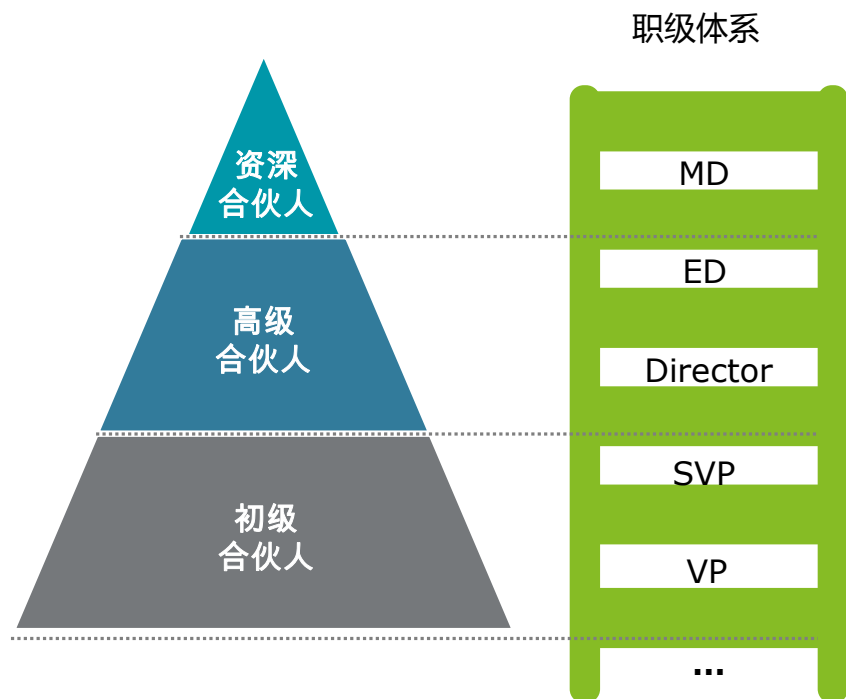 职级体系
资深
合伙人
MD
ED
高级
合伙人
Director
SVP
初级
合伙人
VP
...